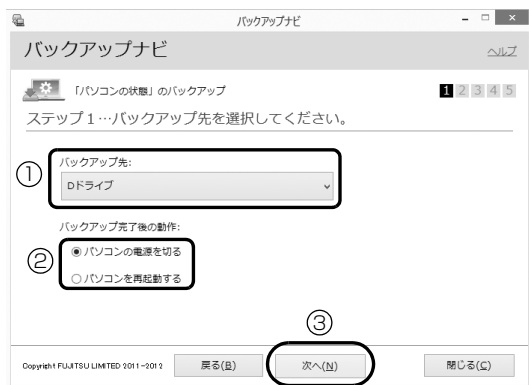 バックアップナビ
バックアップナビ
ヘルプ
「パソコンの状態」のバックアップ
1 2 3 4 5
ステップ1…バックアップ先を選択してください。
①
バックアップ先:
Dドライブ
バックアップ完了後の動作:
②
パソコンの電源を切る
パソコンを再起動する
③
Copyright FUJITSU LIMITED 2011-2012
戻る(B)
次へ(N)
閉じる(C)